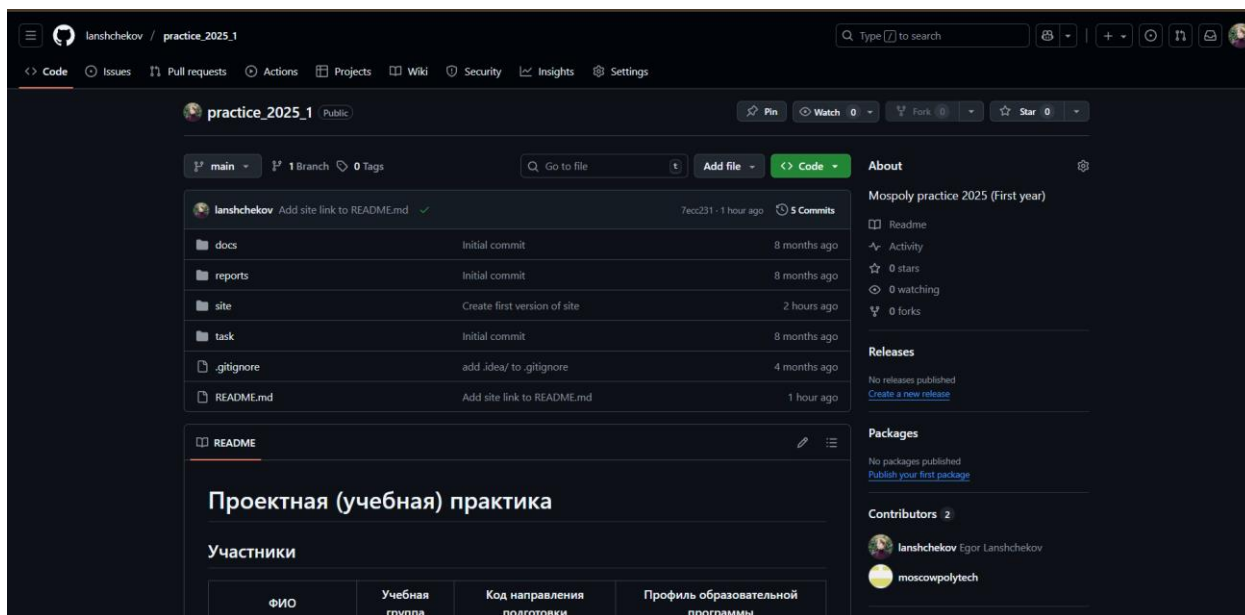 lanshchekov / practice_2025_1
Type / to search
Code Issues Pull requests Actions Projects Wiki Security Insights Settings
practice_2025_1 Public
Pin Watch 0 Fork 0 Star 0
main 1 Branch 0 Tags Go to file t Add file Code
About
Mospoly practice 2025 (First year)
Readme
Activity
0 stars
0 watching
0 forks
lanshchekov Add site link to README.md 7ecc231 · 1 hour ago 5 Commits
docs Initial commit 8 months ago
reports Initial commit 8 months ago
site Create first version of site 2 hours ago
task Initial commit 8 months ago
.gitignore add .idea/ to .gitignore 4 months ago
README.md Add site link to README.md 1 hour ago
Releases
No releases published
Create a new release
Packages
No packages published
Publish your first package
Contributors 2
lanshchekov Egor Lanshchekov
moscowpolytech
README
Проектная (учебная) практика
Участники
ФИО
Учебная группа
Код направления подготовки
Профиль образовательной программы